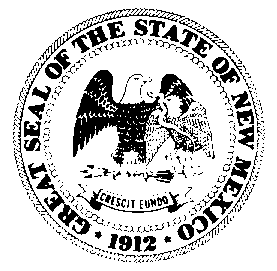 GREAT SEAL OF THE STATE OF NEW MEXICO
CRESCIT EUNDO
★ 1912 ★